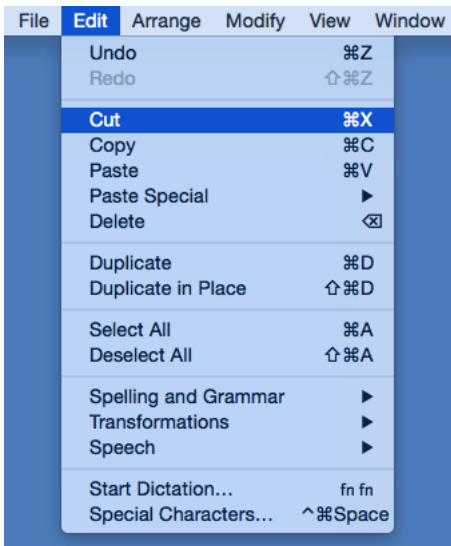 File Edit Arrange Modify View Window
Undo ⌘Z
Redo ⇧⌘Z
Cut ⌘X
Copy ⌘C
Paste ⌘V
Paste Special ▶
Delete ⌫
Duplicate ⌘D
Duplicate in Place ⇧⌘D
Select All ⌘A
Deselect All ⇧⌘A
Spelling and Grammar ▶
Transformations ▶
Speech ▶
Start Dictation... fn fn
Special Characters... ^⌘Space